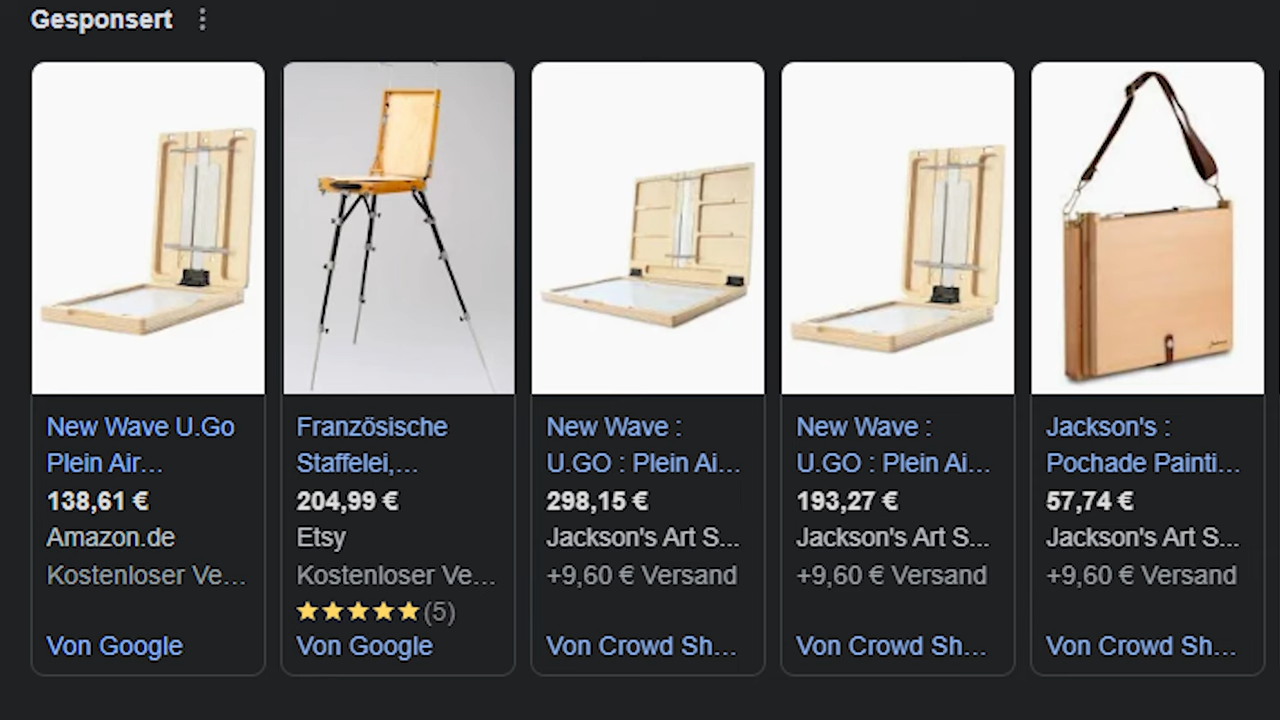 Gesponsert
New Wave U.Go
Plein Air...
138,61 €
Amazon.de
Kostenloser Ve...
Von Google
Französische
Staffelei,...
204,99 €
Etsy
Kostenloser Ve...
(5)
Von Google
New Wave :
U.GO : Plein Ai...
298,15 €
Jackson's Art S...
+9,60 € Versand
Von Crowd Sh...
New Wave :
U.GO : Plein Ai...
193,27 €
Jackson's Art S...
+9,60 € Versand
Von Crowd Sh...
Jackson's :
Pochade Painti...
57,74 €
Jackson's Art S...
+9,60 € Versand
Von Crowd Sh...